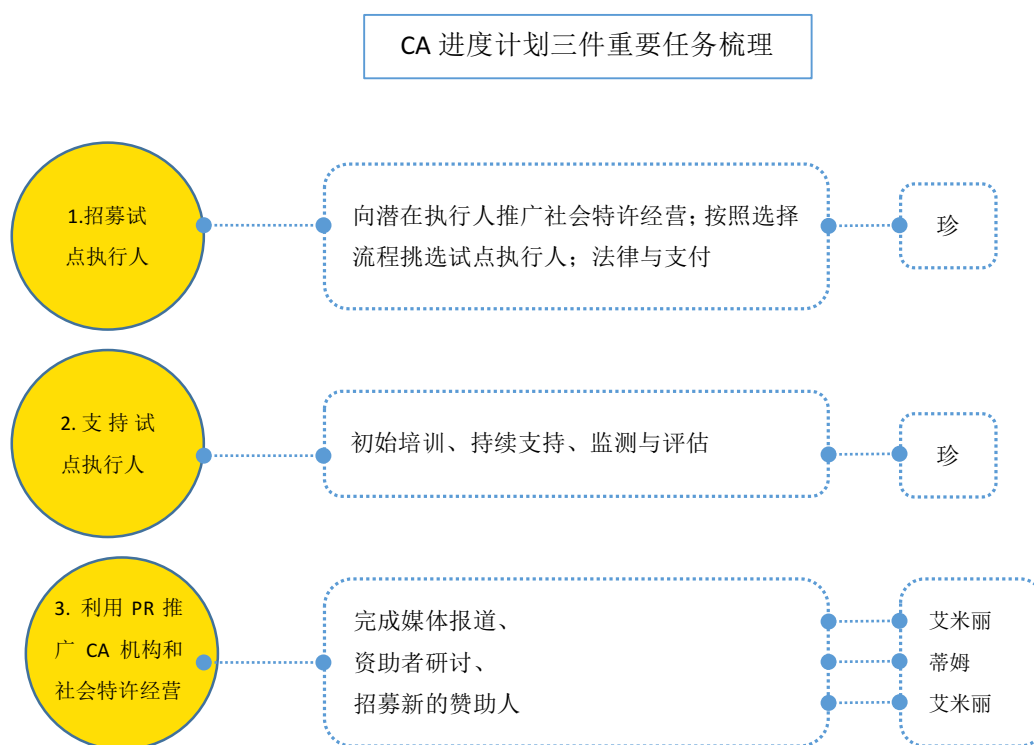 CA 进度计划三件重要任务梳理
1.招募试
点执行人
向潜在执行人推广社会特许经营；按照选择
流程挑选试点执行人；法律与支付
珍
2. 支 持 试
点执行人
初始培训、持续支持、监测与评估
珍
3. 利用 PR 推
广 CA 机构和
社会特许经营
完成媒体报道、
资助者研讨、
招募新的赞助人
艾米丽
蒂姆
艾米丽